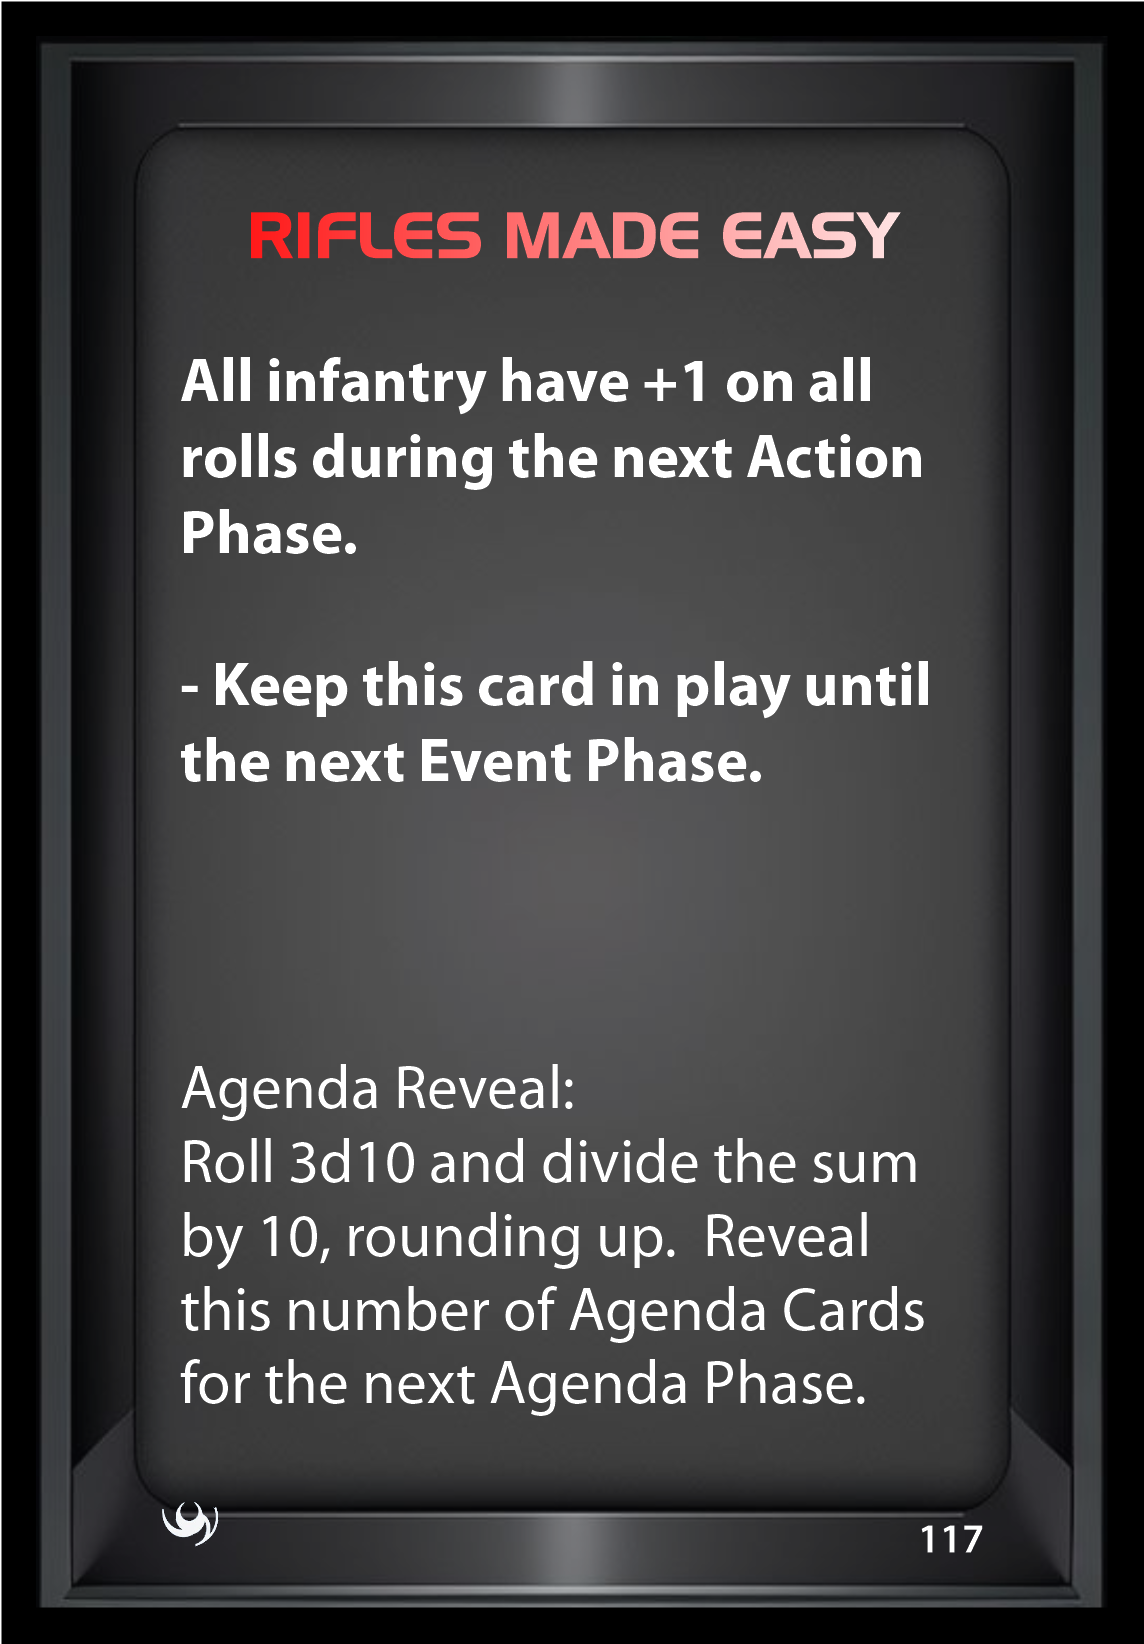 RIFLES MADE EASY
All infantry have +1 on all
rolls during the next Action
Phase.
- Keep this card in play until
the next Event Phase.
Agenda Reveal:
Roll 3d10 and divide the sum
by 10, rounding up.  Reveal
this number of Agenda Cards
for the next Agenda Phase.
117